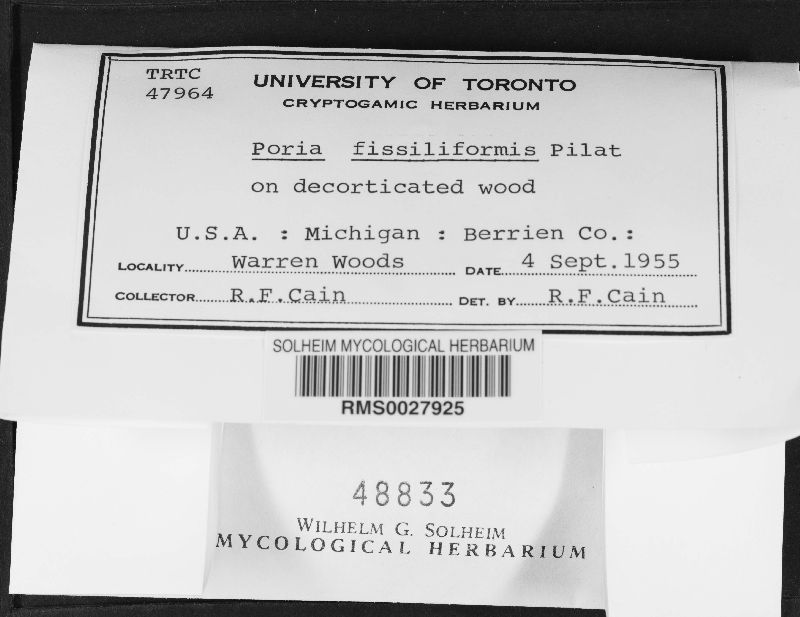 TRTC
47964
UNIVERSITY OF TORONTO
CRYPTOGAMIC HERBARIUM
Poria fissiliformis Pilat
on decorticated wood
U.S.A. : Michigan : Berrien Co.:
LOCALITY Warren Woods DATE 4 Sept.1955
COLLECTOR R.F.Cain DET. BY R.F.Cain
SOLHEIM MYCOLOGICAL HERBARIUM
RMS0027925
48833
WILHELM G. SOLHEIM
MYCOLOGICAL HERBARIUM